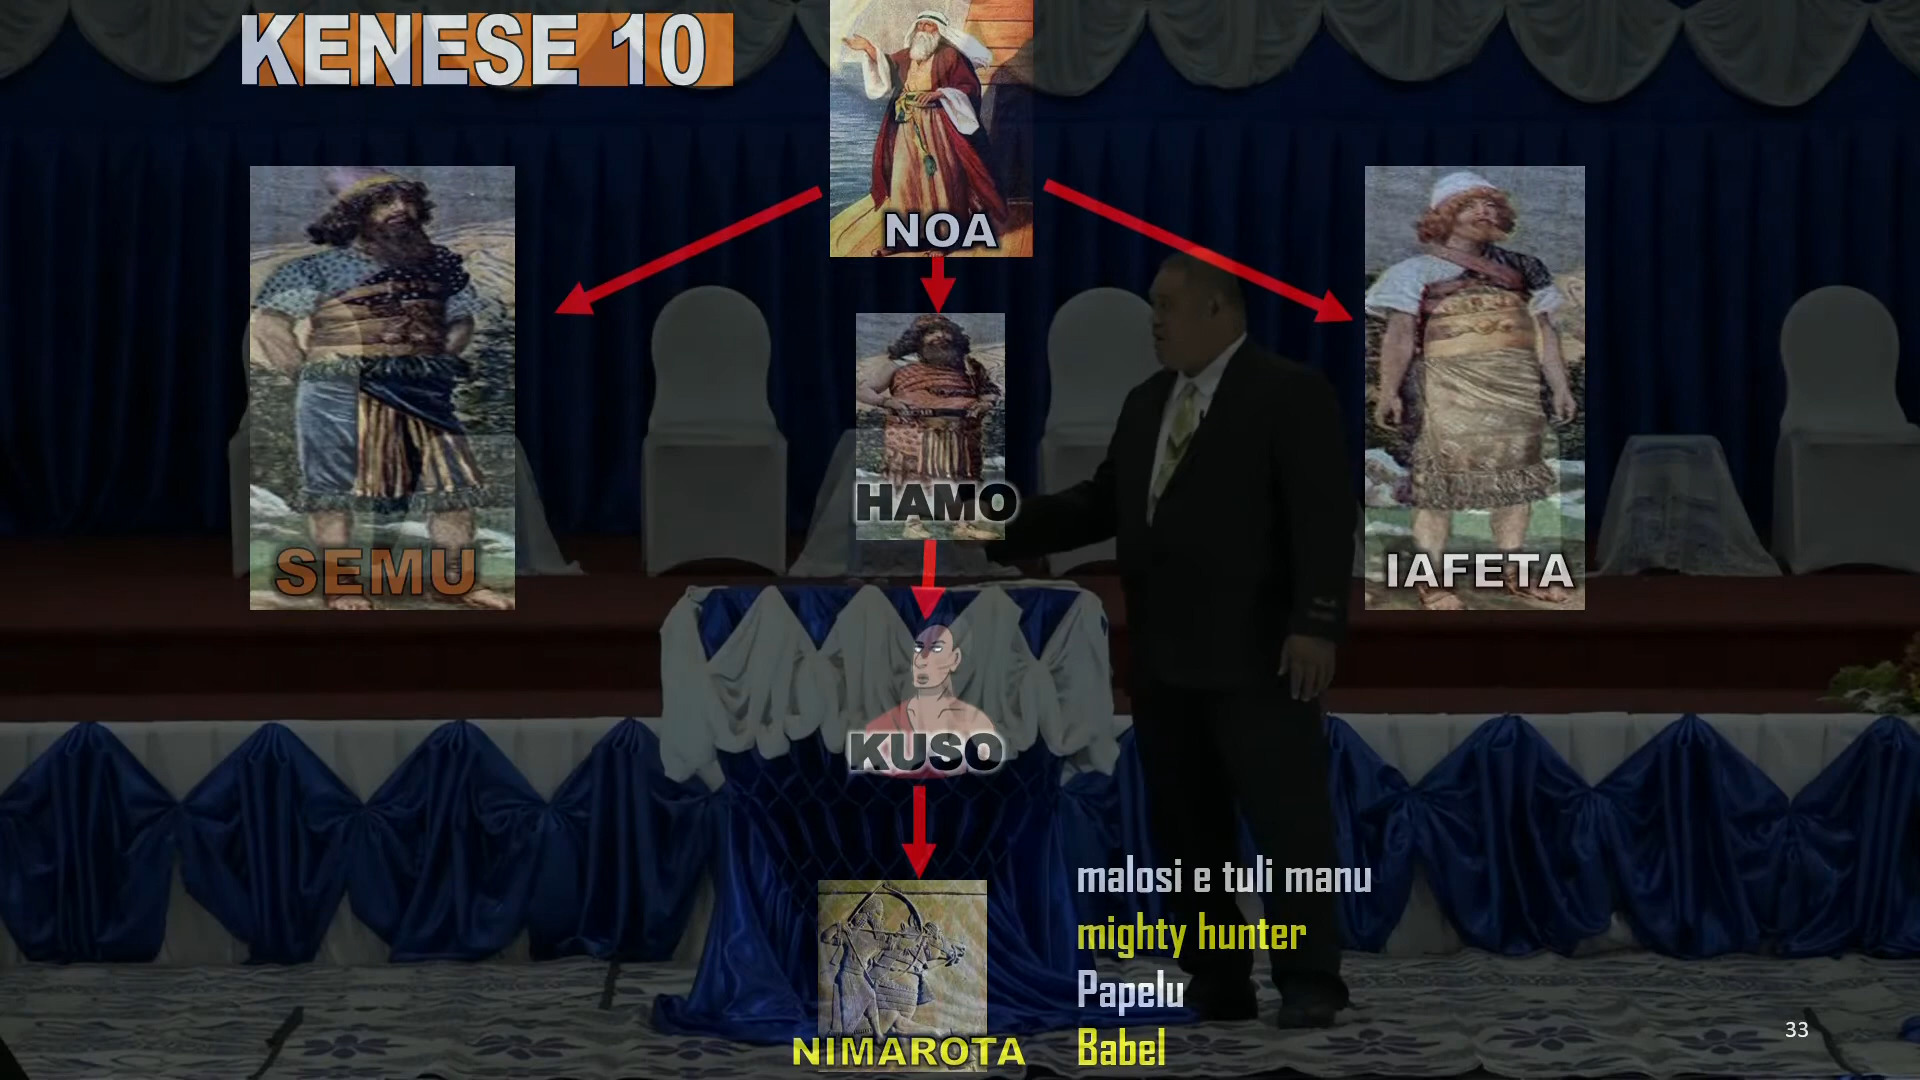 KENESE 10
NOA
SEMU
HAMO
IAFETA
KUSO
NIMAROTA
malosi e tuli manu
mighty hunter
Papelu
Babel
33